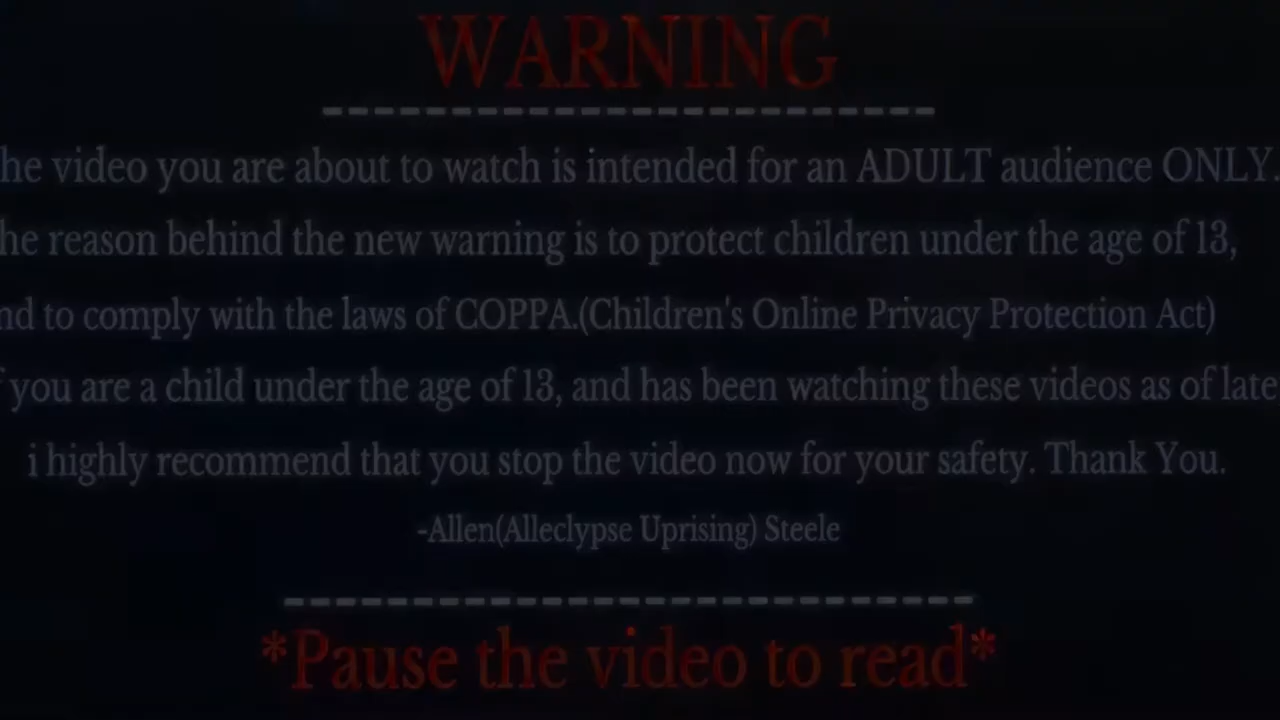 WARNING
------------------------
he video you are about to watch is intended for an ADULT audience ONLY.
he reason behind the new warning is to protect children under the age of 13,
nd to comply with the laws of COPPA.(Children's Online Privacy Protection Act)
f you are a child under the age of 13, and has been watching these videos as of late
i highly recommend that you stop the video now for your safety. Thank You.
-Allen(Alleclypse Uprising) Steele
---------------------------
*Pause the video to read*